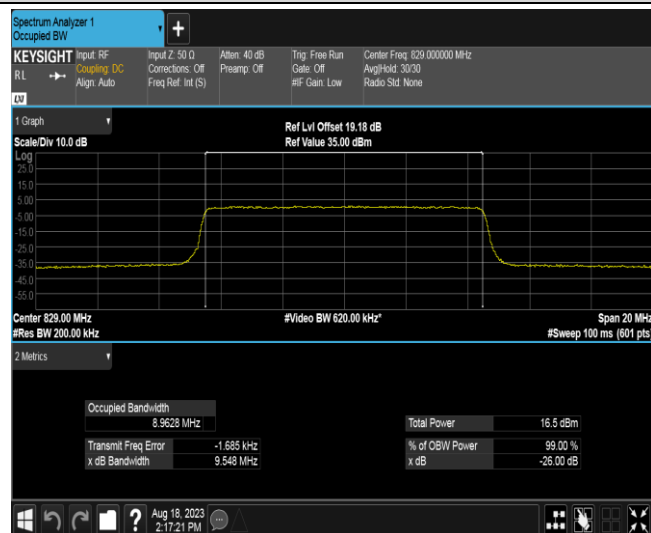 Spectrum Analyzer 1
Occupied BW
+
KEYSIGHT Input: RF Input Z: 50 Ω Atten: 40 dB Trig: Free Run Center Freq: 829.000000 MHz
RL Coupling: DC Corrections: Off Preamp: Off Gate: Off Avg|Hold: 30/30
Align: Auto Freq Ref: Int (S) #IF Gain: Low Radio Std: None
LXI
1 Graph
Ref Lvl Offset 19.18 dB
Scale/Div 10.0 dB Ref Value 35.00 dBm
Log
25.0
15.0
5.00
-5.00
-15.0
-25.0
-35.0
-45.0
-55.0
Center 829.00 MHz #Video BW 620.00 kHz* Span 20 MHz
#Res BW 200.00 kHz #Sweep 100 ms (601 pts)
2 Metrics
Occupied Bandwidth
8.9628 MHz Total Power 16.5 dBm
Transmit Freq Error -1.685 kHz % of OBW Power 99.00 %
x dB Bandwidth 9.548 MHz x dB -26.00 dB
? Aug 18, 2023
2:17:21 PM